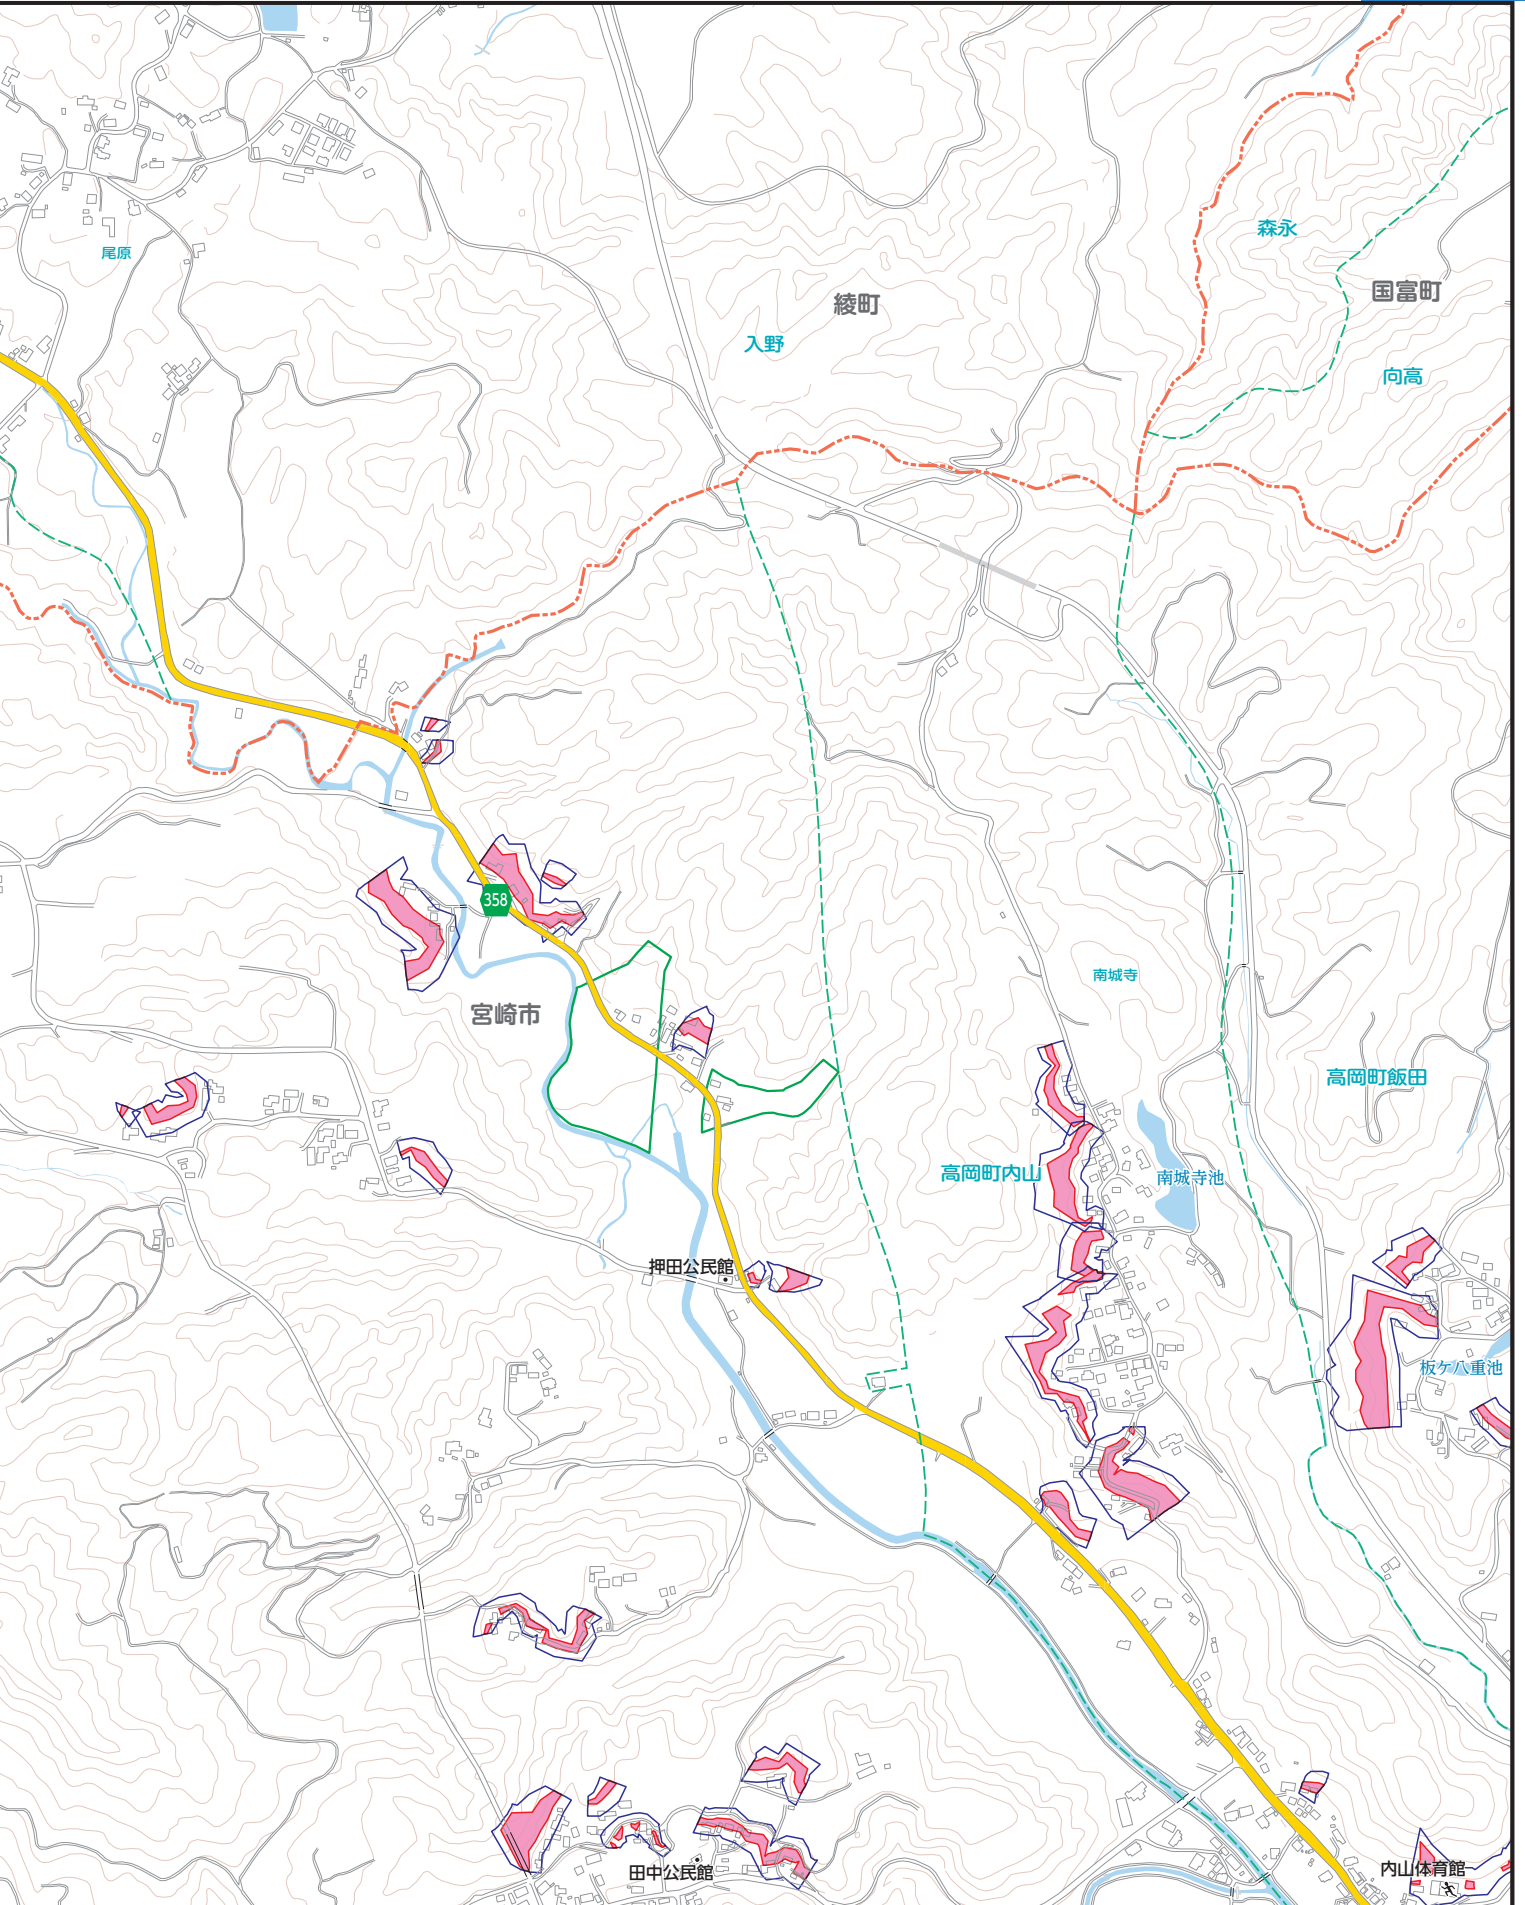 森永
尾原
国富町
綾町
入野
向高
358
南城寺
宮崎市
高岡町飯田
高岡町内山
南城寺池
押田公民館
板ケ八重池
田中公民館
内山体育館